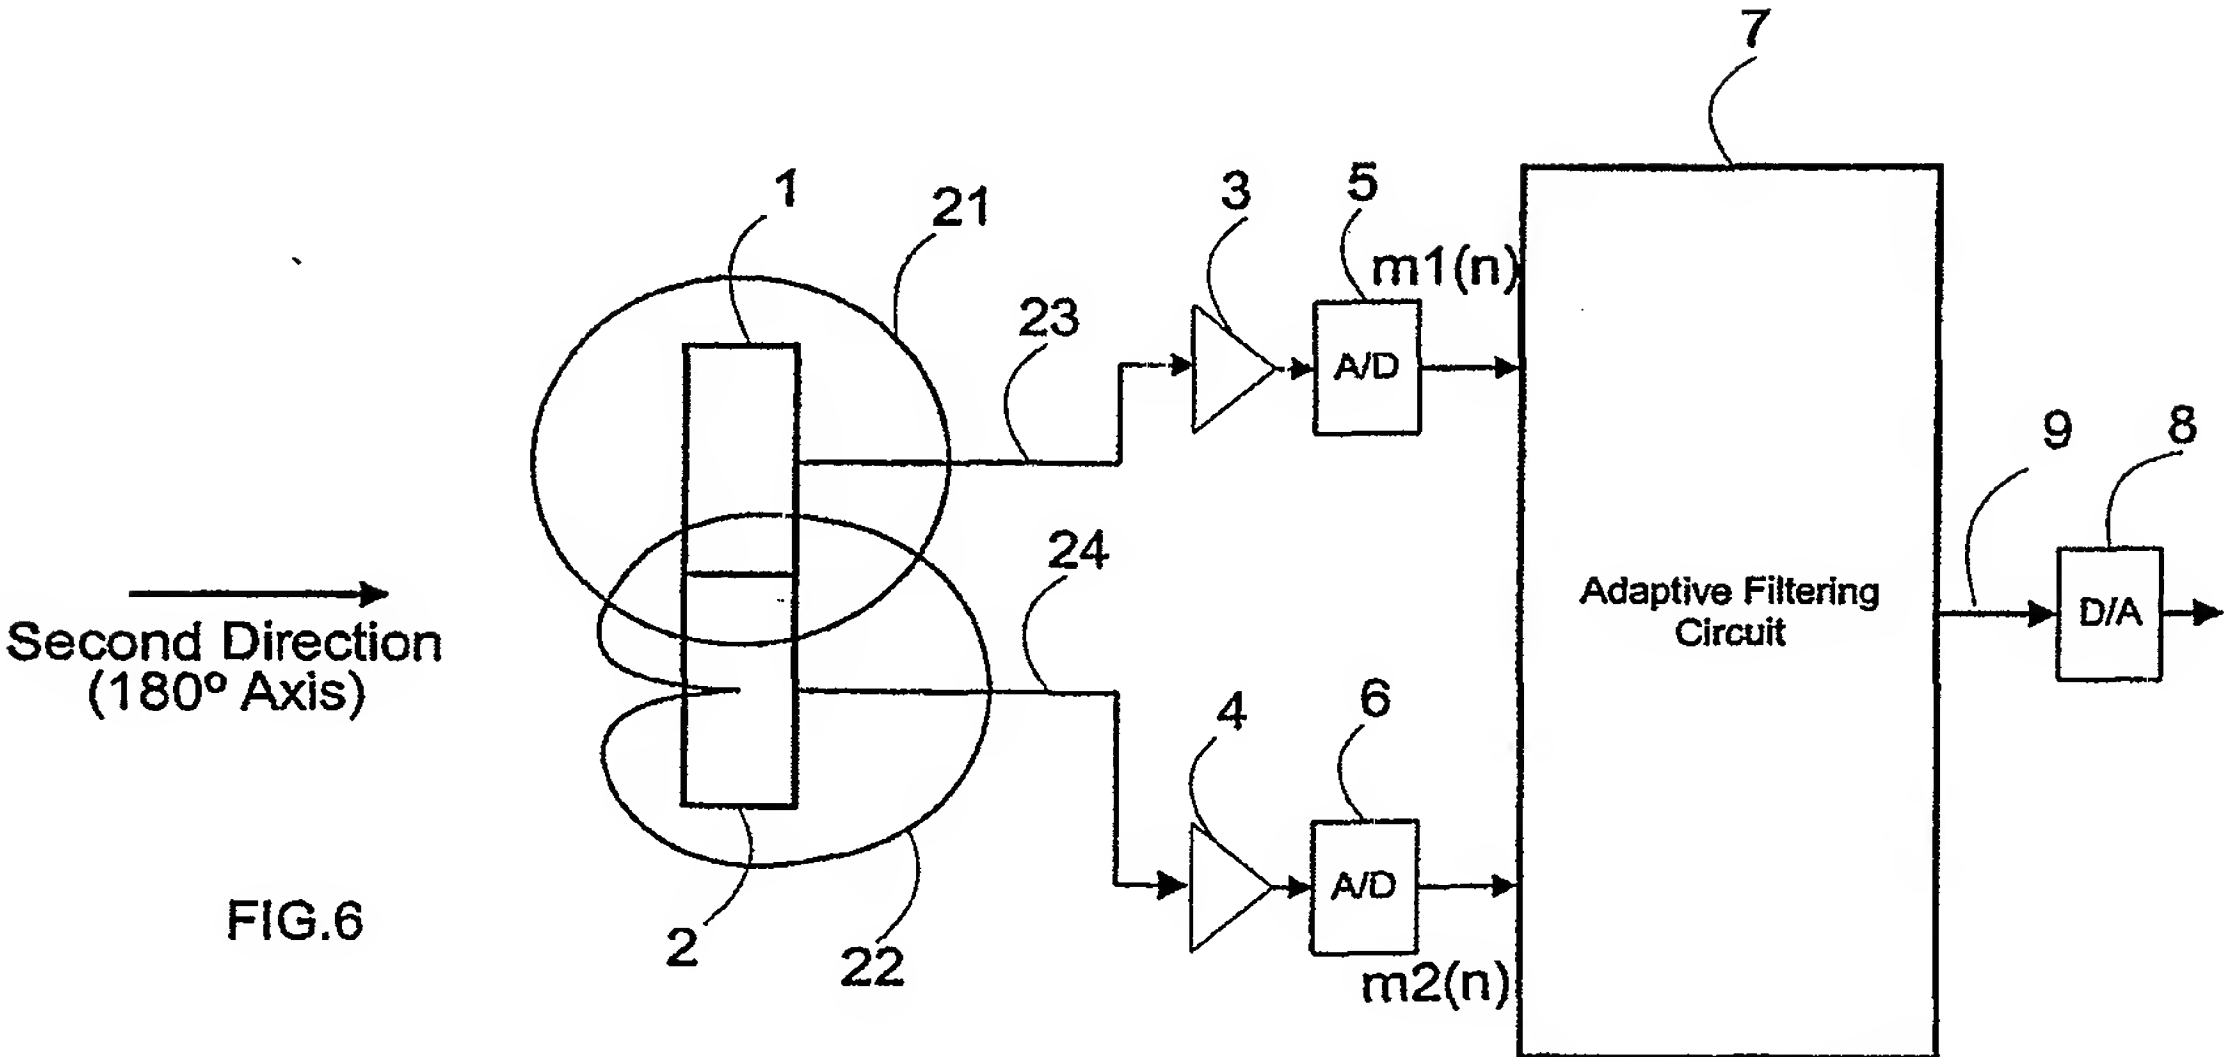 7
1
21
3
5
m1(n)
23
A/D
9
8
24
Second Direction
(180º Axis)
Adaptive Filtering
Circuit
D/A
4
6
A/D
FIG.6
2
22
m2(n)